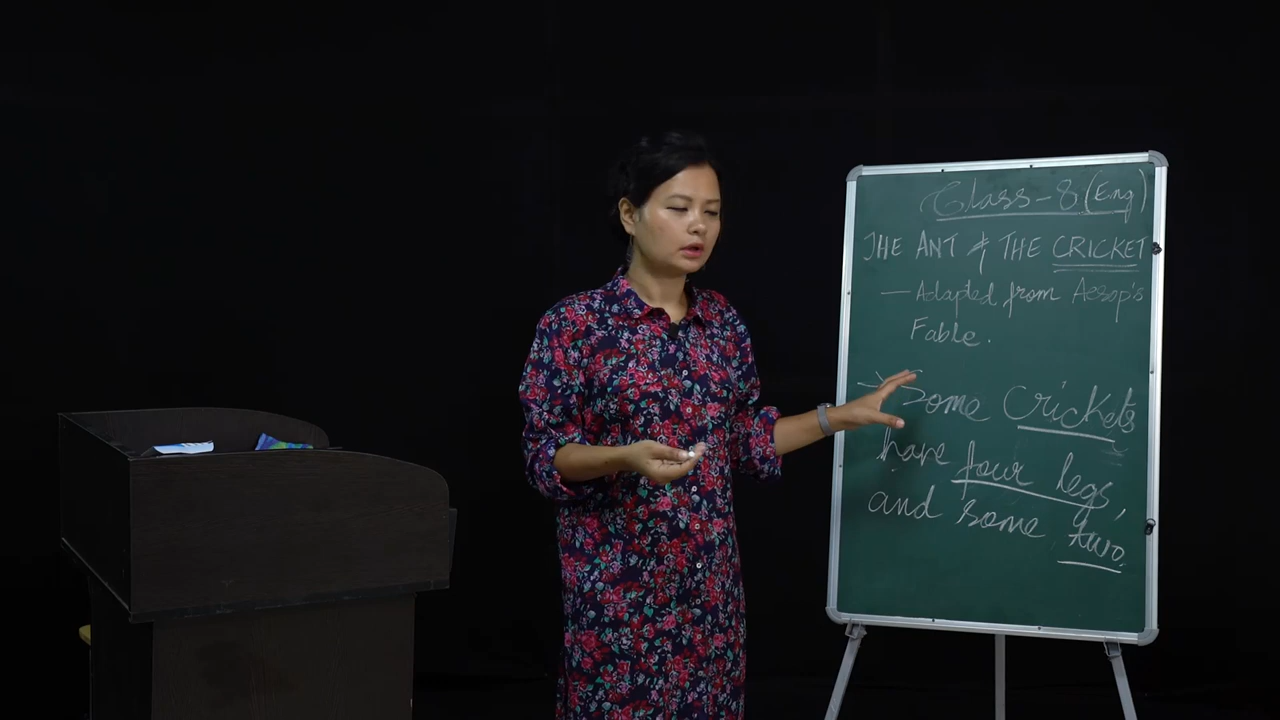 Class-8 (Eng)
THE ANT & THE CRICKET
— Adapted from Aesop's
Fable.
Some Crickets
have four legs,
and some two.